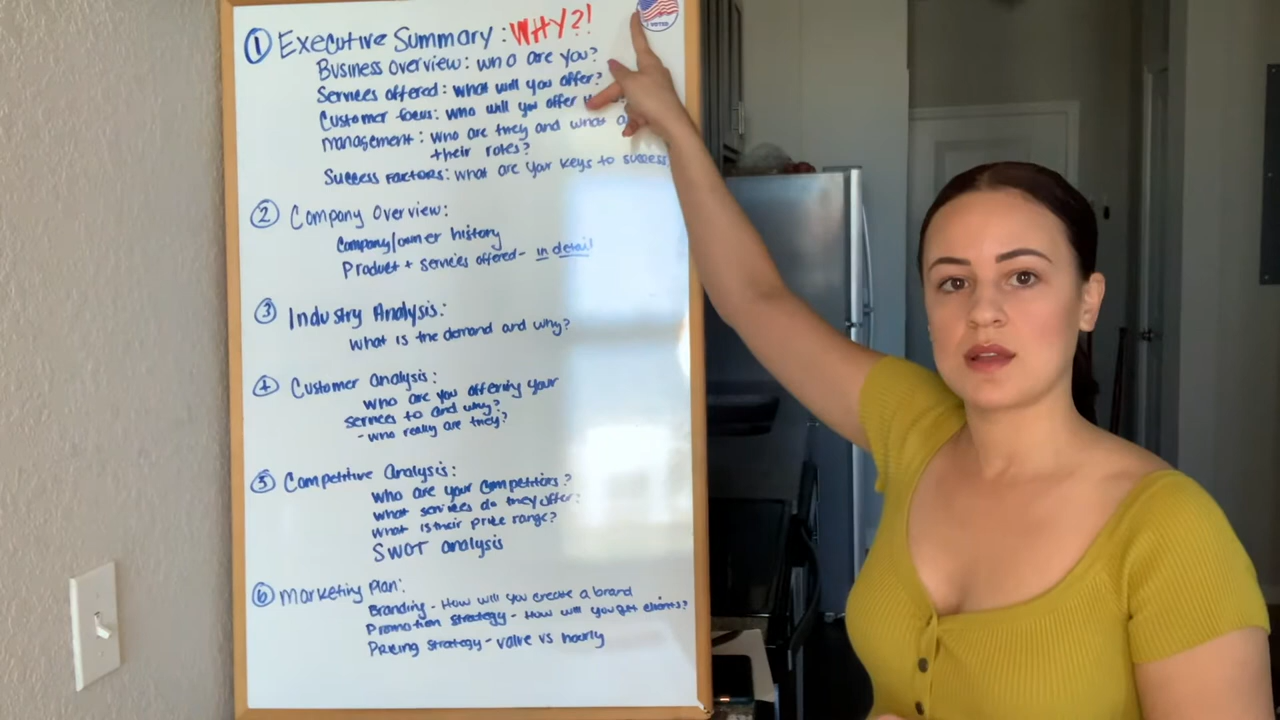 I VOTED
1 Executive Summary: WHY?!
Business overview: who are you?
Services offered: what will you offer?
Customer focus: who will you offer
Management: who are they and what a
their roles?
Success Factors: what are your keys to success
2 Company Overview:
Company/owner history
Product + services offered- in detail
3 Industry Analysis:
What is the demand and why?
4 Customer Analysis:
who are you offering your
services to and why?
- who really are they?
5 Competitive Analysis:
Who are your competitors?
What services do they offer?
What is their price range?
SWOT analysis
6 Marketing Plan:
Branding - How will you create a brand
Promotion strategy - How will you get clients?
Pricing strategy - value vs hourly